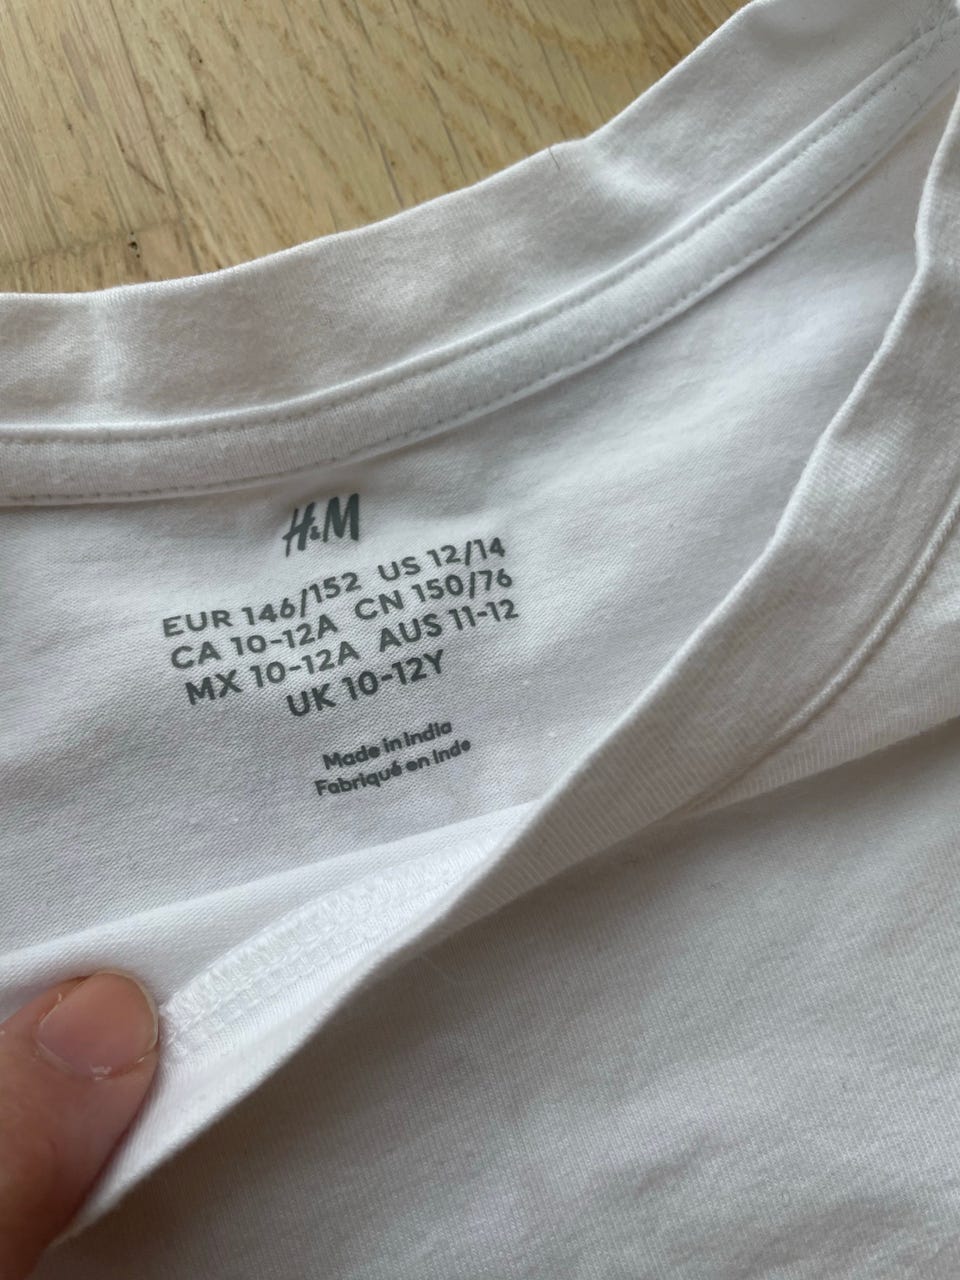 H&M
EUR 146/152 US 12/14
CA 10-12A CN 150/76
MX 10-12A AUS 11-12
UK 10-12Y
Made in India
Fabriqué en Inde